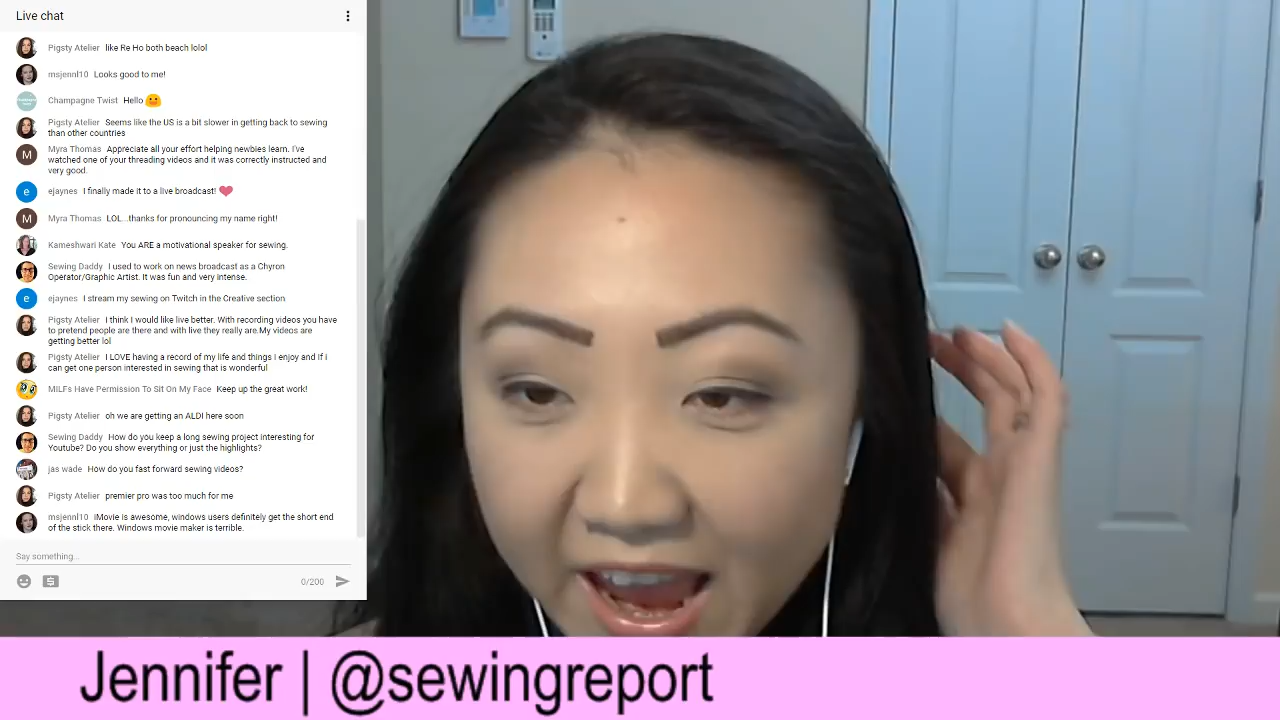 Live chat
Pigsty Atelier like Re Ho both beach lolol
msjennl10 Looks good to me!
Champagne Twist Hello
Pigsty Atelier Seems like the US is a bit slower in getting back to sewing
than other countries
M Myra Thomas Appreciate all your effort helping newbies learn. I've
watched one of your threading videos and it was correctly instructed and
very good.
e ejaynes I finally made it to a live broadcast!
M Myra Thomas LOL...thanks for pronouncing my name right!
Kameshwari Kate You ARE a motivational speaker for sewing.
Sewing Daddy I used to work on news broadcast as a Chyron
Operator/Graphic Artist. It was fun and very intense.
e ejaynes I stream my sewing on Twitch in the Creative section
Pigsty Atelier i think I would like live better. With recording videos you have
to pretend people are there and with live they really are.My videos are
getting better lol
Pigsty Atelier I LOVE having a record of my life and things I enjoy and if i
can get one person interested in sewing that is wonderful
MILFs Have Permission To Sit On My Face Keep up the great work!
Pigsty Atelier oh we are getting an ALDI here soon
Sewing Daddy How do you keep a long sewing project interesting for
Youtube? Do you show everything or just the highlights?
jas wade How do you fast forward sewing videos?
Pigsty Atelier premier pro was too much for me
msjennl10 iMovie is awesome, windows users definitely get the short end
of the stick there. Windows movie maker is terrible.
Say something...
0/200
Jennifer | @sewingreport